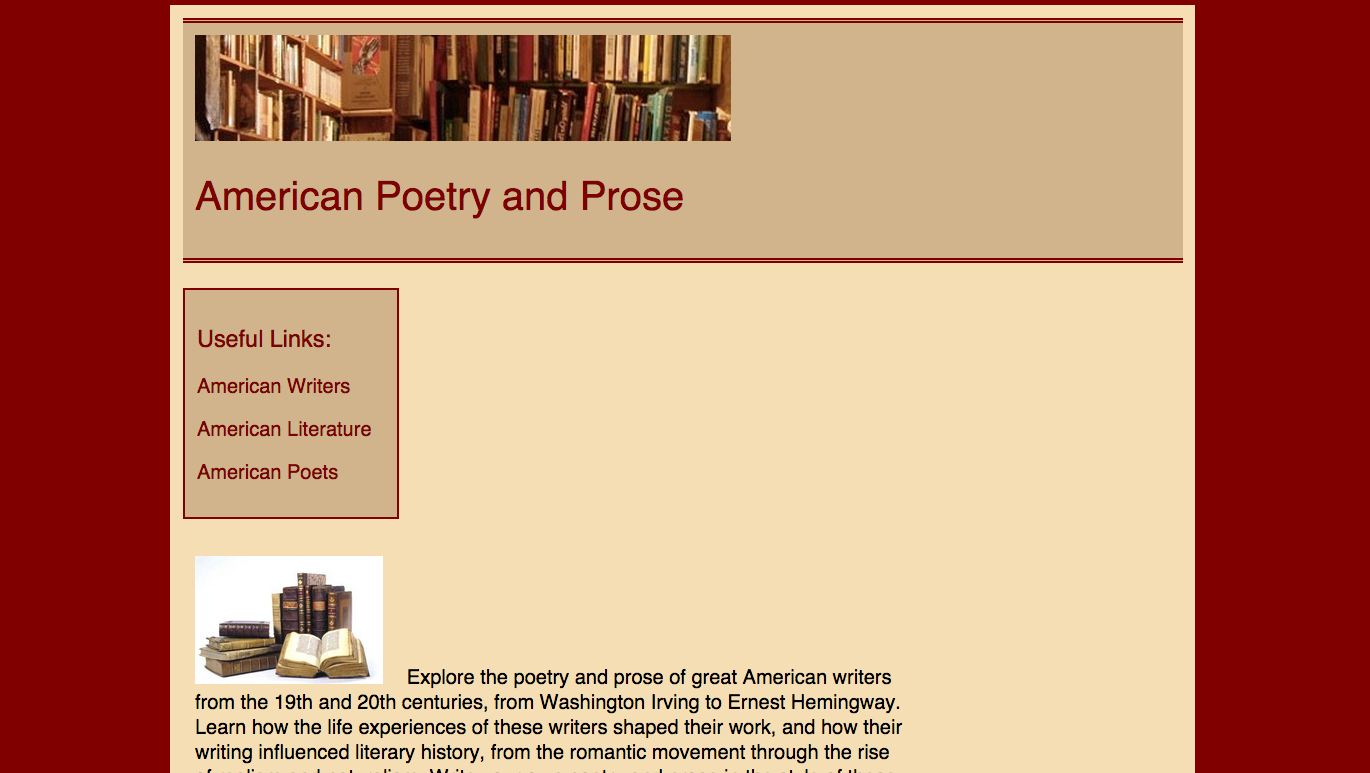 American Poetry and Prose
Useful Links:
American Writers
American Literature
American Poets
Explore the poetry and prose of great American writers
from the 19th and 20th centuries, from Washington Irving to Ernest Hemingway.
Learn how the life experiences of these writers shaped their work, and how their
writing influenced literary history, from the romantic movement through the rise